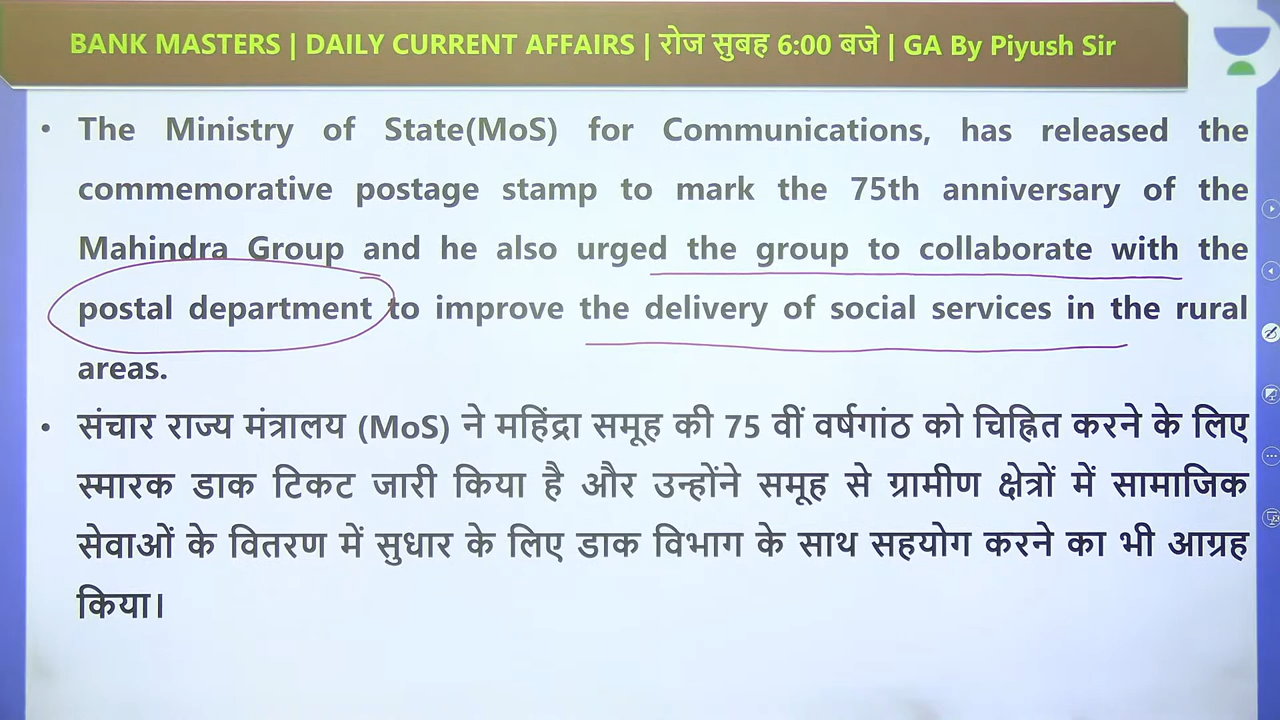 BANK MASTERS | DAILY CURRENT AFFAIRS | रोज सुबह 6:00 बजे | GA By Piyush Sir
• The Ministry of State(MoS) for Communications, has released the
commemorative postage stamp to mark the 75th anniversary of the
Mahindra Group and he also urged the group to collaborate with the
postal department to improve the delivery of social services in the rural
areas.
• संचार राज्य मंत्रालय (MoS) ने महिंद्रा समूह की 75 वीं वर्षगांठ को चिह्नित करने के लिए
स्मारक डाक टिकट जारी किया है और उन्होंने समूह से ग्रामीण क्षेत्रों में सामाजिक
सेवाओं के वितरण में सुधार के लिए डाक विभाग के साथ सहयोग करने का भी आग्रह
किया।